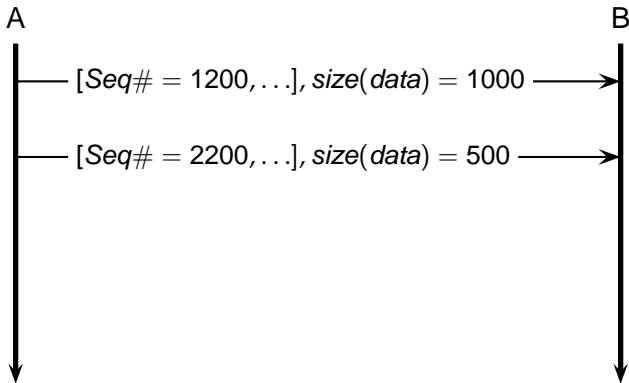 A
B
[Seq# = 1200, …], size(data) = 1000
[Seq# = 2200, …], size(data) = 500